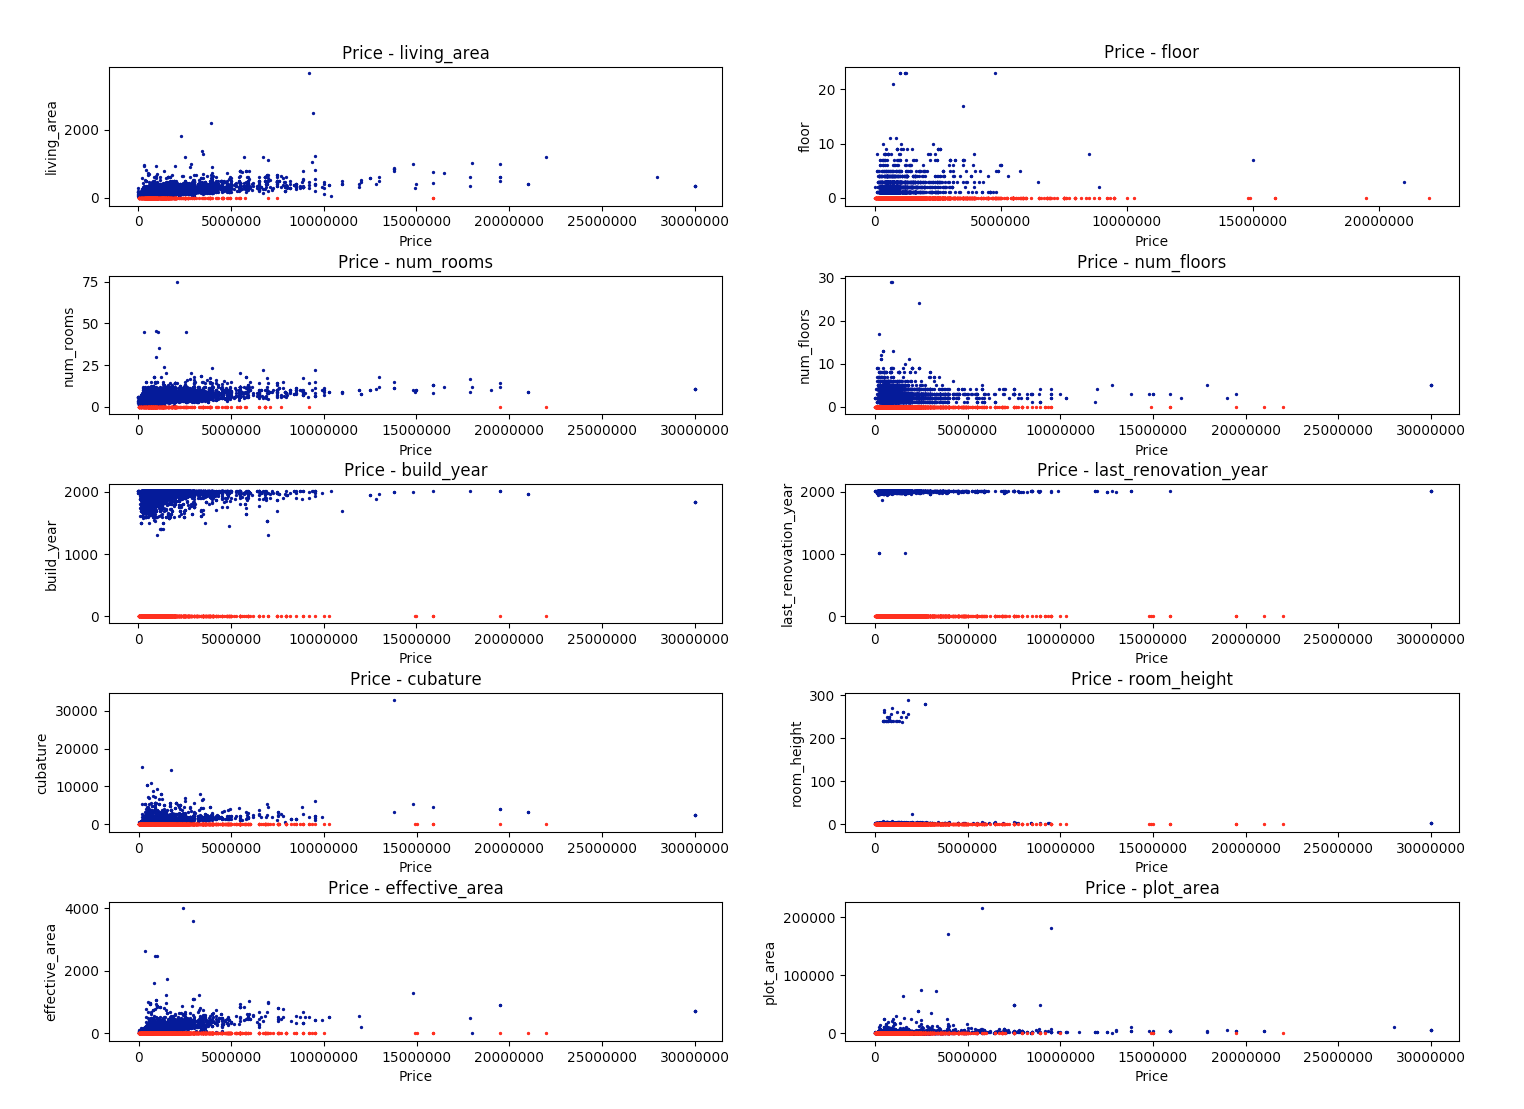 Price - living_area
living_area
2000
0
0 5000000 10000000 15000000 20000000 25000000 30000000
Price
Price - floor
floor
20
10
0
0 5000000 10000000 15000000 20000000
Price
Price - num_rooms
num_rooms
75
50
25
0
0 5000000 10000000 15000000 20000000 25000000 30000000
Price
Price - num_floors
num_floors
30
20
10
0
0 5000000 10000000 15000000 20000000 25000000 30000000
Price
Price - build_year
build_year
2000
1000
0
0 5000000 10000000 15000000 20000000 25000000 30000000
Price
Price - last_renovation_year
last_renovation_year
2000
1000
0
0 5000000 10000000 15000000 20000000 25000000 30000000
Price
Price - cubature
cubature
30000
20000
10000
0
0 5000000 10000000 15000000 20000000 25000000 30000000
Price
Price - room_height
room_height
300
200
100
0
0 5000000 10000000 15000000 20000000 25000000 30000000
Price
Price - effective_area
effective_area
4000
2000
0
0 5000000 10000000 15000000 20000000 25000000 30000000
Price
Price - plot_area
plot_area
200000
100000
0
0 5000000 10000000 15000000 20000000 25000000 30000000
Price